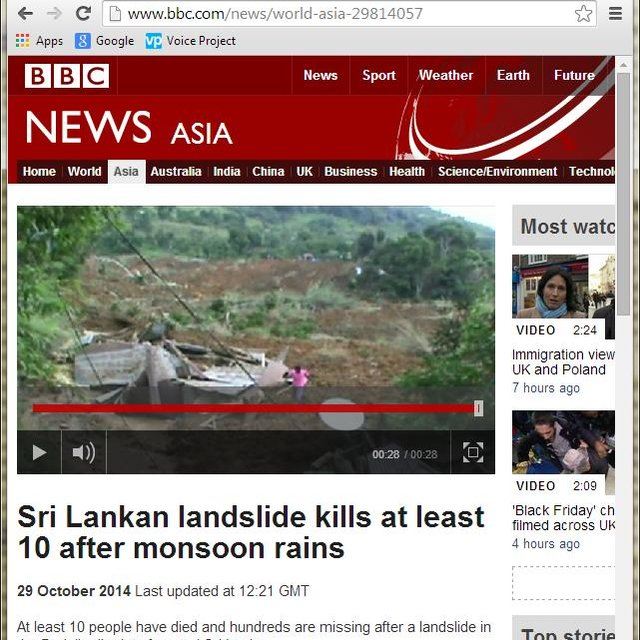 www.bbc.com/news/world-asia-29814057
Apps Google Voice Project
BBC News Sport Weather Earth Future
NEWS ASIA
Home World Asia Australia India China UK Business Health Science/Environment
Most
VIDEO 2:24
Immigration
UK and Poland
7 hours ago
VIDEO 2:09
'Black Friday'
filmed across UK
4 hours ago
00:28 / 00:28
Sri Lankan landslide kills at least
10 after monsoon rains
29 October 2014 Last updated at 12:21 GMT
At least 10 people have died and hundreds are missing after a landslide in
Top